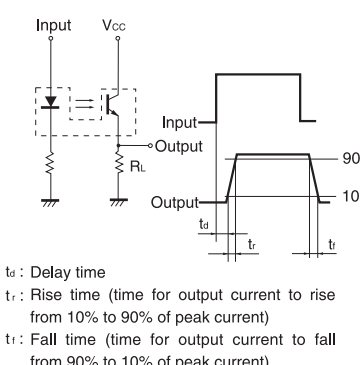 Input Vcc
Output
RL
Input
90
Output
10
td
tr
tf
td : Delay time
tr : Rise time (time for output current to rise
from 10% to 90% of peak current)
tf : Fall time (time for output current to fall
from 90% to 10% of peak current)